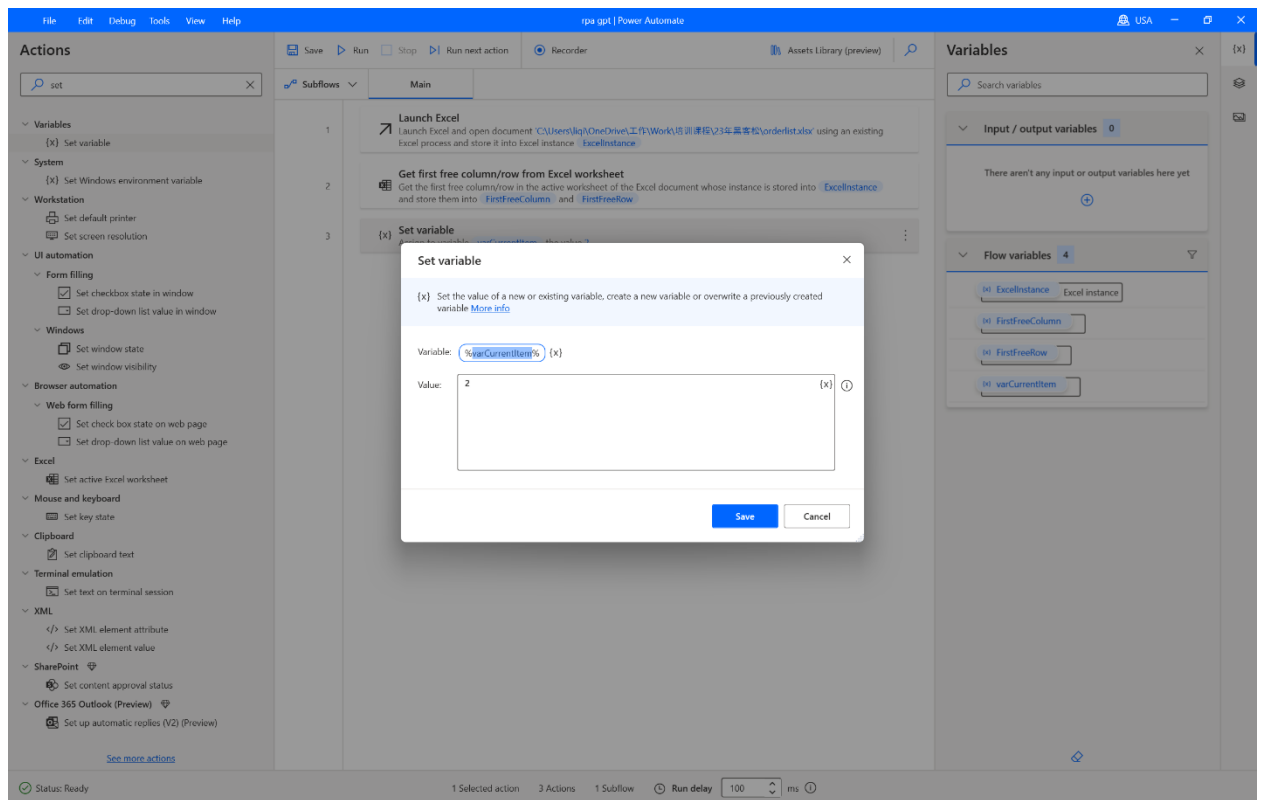 File Edit Debug Tools View Help
rpa gpt | Power Automate
USA
Actions
set
Variables
{x} Set variable
System
{x} Set Windows environment variable
Workstation
Set default printer
Set screen resolution
UI automation
Form filling
Set checkbox state in window
Set drop-down list value in window
Windows
Set window state
Set window visibility
Browser automation
Web form filling
Set check box state on web page
Set drop-down list value on web page
Excel
Set active Excel worksheet
Mouse and keyboard
Set key state
Clipboard
Set clipboard text
Terminal emulation
Set text on terminal session
XML
Set XML element attribute
Set XML element value
SharePoint
Set content approval status
Office 365 Outlook (Preview)
Set up automatic replies (V2) (Preview)
See more actions
Save Run Stop Run next action Recorder Assets Library (preview)
Subflows Main
1
Launch Excel
Launch Excel and open document 'C:\Users\liqi\OneDrive\工作\Work\培训课程\23年黑客松\orderlist.xlsx' using an existing
Excel process and store it into Excel instance ExcelInstance
2
Get first free column/row from Excel worksheet
Get the first free column/row in the active worksheet of the Excel document whose instance is stored into ExcelInstance
and store them into FirstFreeColumn and FirstFreeRow
3
{x} Set variable
Assign to variable varCurrentItem the value 2
Set variable
{x} Set the value of a new or existing variable, create a new variable or overwrite a previously created
variable More info
Variable: %varCurrentItem% {x}
Value: 2 {x}
Save Cancel
Variables
{x}
Search variables
Input / output variables 0
There aren't any input or output variables here yet
Flow variables 4
(x) ExcelInstance Excel instance
(x) FirstFreeColumn
(x) FirstFreeRow
(x) varCurrentItem
Status: Ready 1 Selected action 3 Actions 1 Subflow Run delay 100 ms